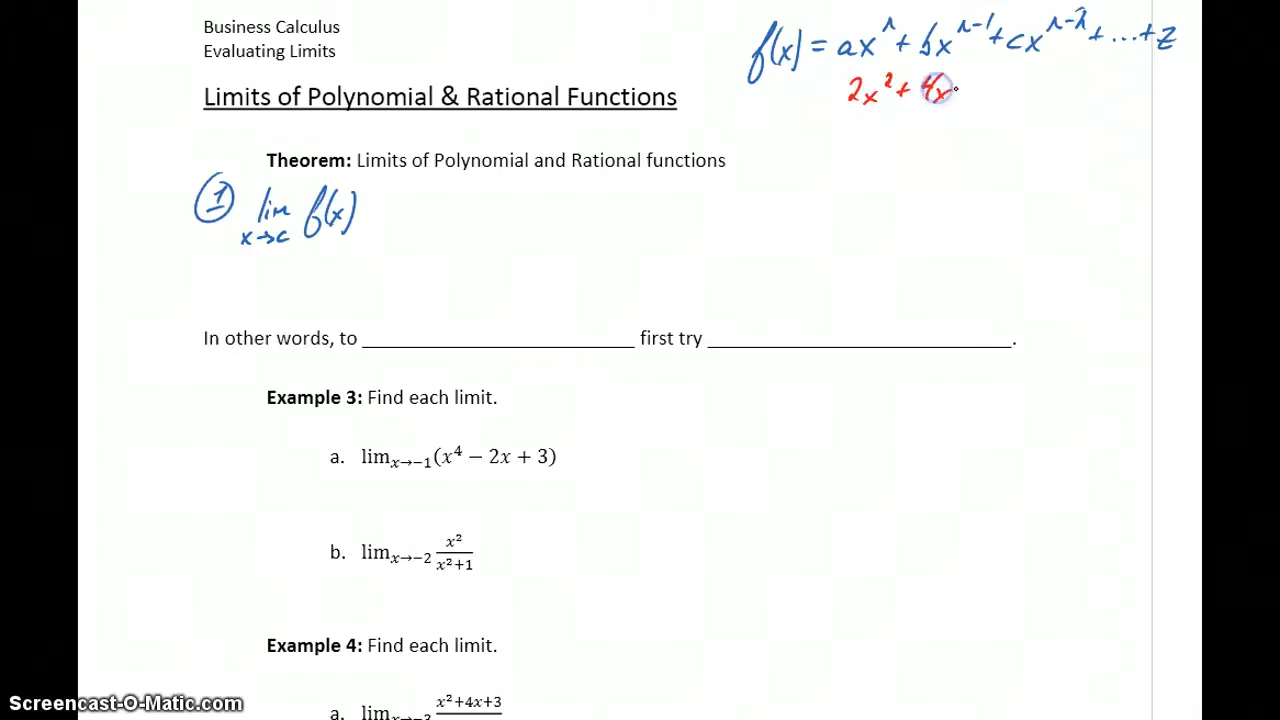 Business Calculus
Evaluating Limits
f(x) = ax^n + bx^{n-1} + cx^{n-2} + ... + z
2x^2 + 4x
Limits of Polynomial & Rational Functions
Theorem: Limits of Polynomial and Rational functions
① lim_{x→c} f(x)
In other words, to ____________________________ first try _______________________________.
Example 3: Find each limit.
a. lim_{x→−1}(x^4 − 2x + 3)
b. lim_{x→−2} x^2/(x^2+1)
Example 4: Find each limit.
a. lim x^2+4x+3
Screencast-O-Matic.com